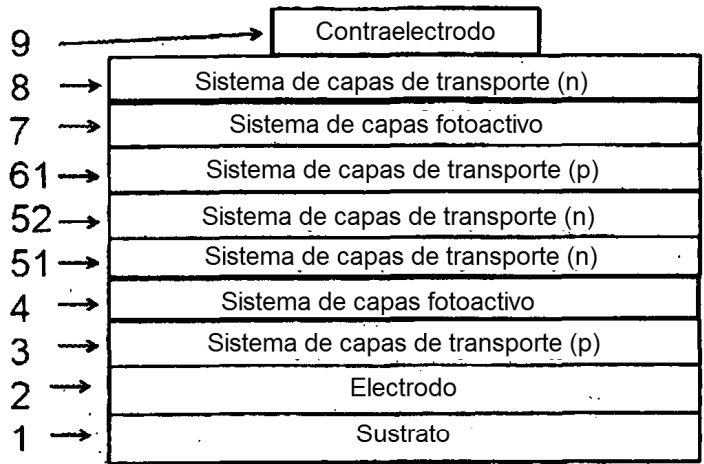 9 Contraelectrodo
8 Sistema de capas de transporte (n)
7 Sistema de capas fotoactivo
61 Sistema de capas de transporte (p)
52 Sistema de capas de transporte (n)
51 Sistema de capas de transporte (n)
4 Sistema de capas fotoactivo
3 Sistema de capas de transporte (p)
2 Electrodo
1 Sustrato